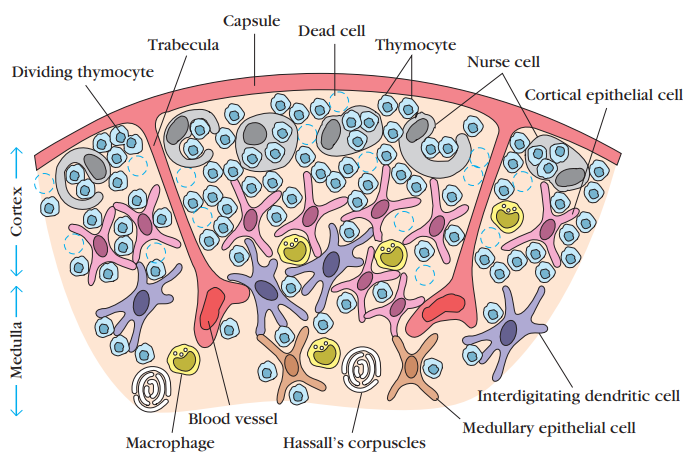 Capsule
Dead cell
Trabecula
Thymocyte
Nurse cell
Dividing thymocyte
Cortical epithelial cell
Cortex
Medulla
Interdigitating dendritic cell
Blood vessel
Medullary epithelial cell
Macrophage
Hassall's corpuscles